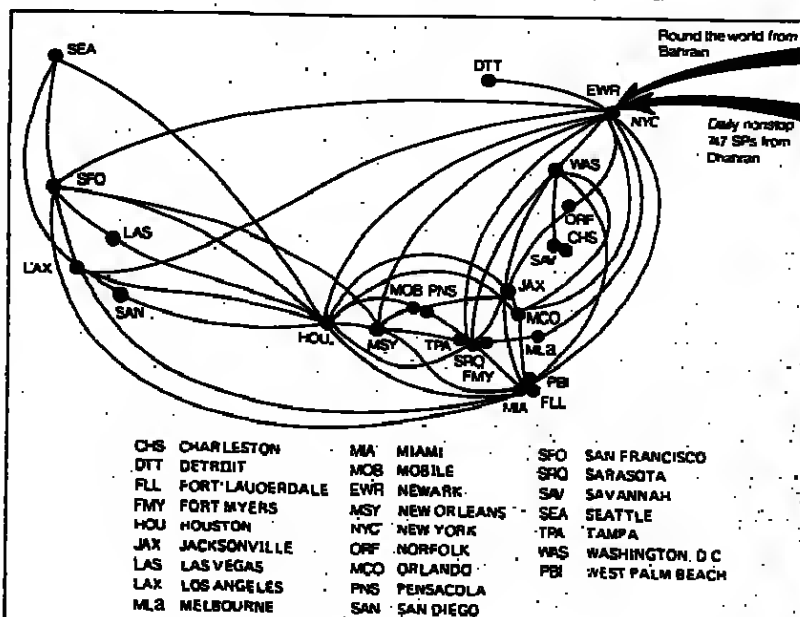 SEA
DTT
Round the world from
Bahrain
EWR
NYC
Daily nonstop
747 SPs from
Dhahran
WAS
SFO
ORF
LAS
CHS
SAV
LAX
JAX
SAN
MOB PNS
MCO
HOU.
MSY
TPA
MLa
SRQ
FMY
PBI
MIA
FLL
CHS CHARLESTON
DTT DETROIT
FLL FORT LAUDERDALE
FMY FORT MYERS
HOU HOUSTON
JAX JACKSONVILLE
LAS LAS VEGAS
LAX LOS ANGELES
MLa MELBOURNE
MIA MIAMI
MOB MOBILE
EWR NEWARK
MSY NEW ORLEANS
NYC NEW YORK
ORF NORFOLK
MCO ORLANDO
PNS PENSACOLA
SAN SAN DIEGO
SFO SAN FRANCISCO
SRQ SARASOTA
SAV SAVANNAH
SEA SEATTLE
TPA TAMPA
WAS WASHINGTON. D C
PBI WEST PALM BEACH